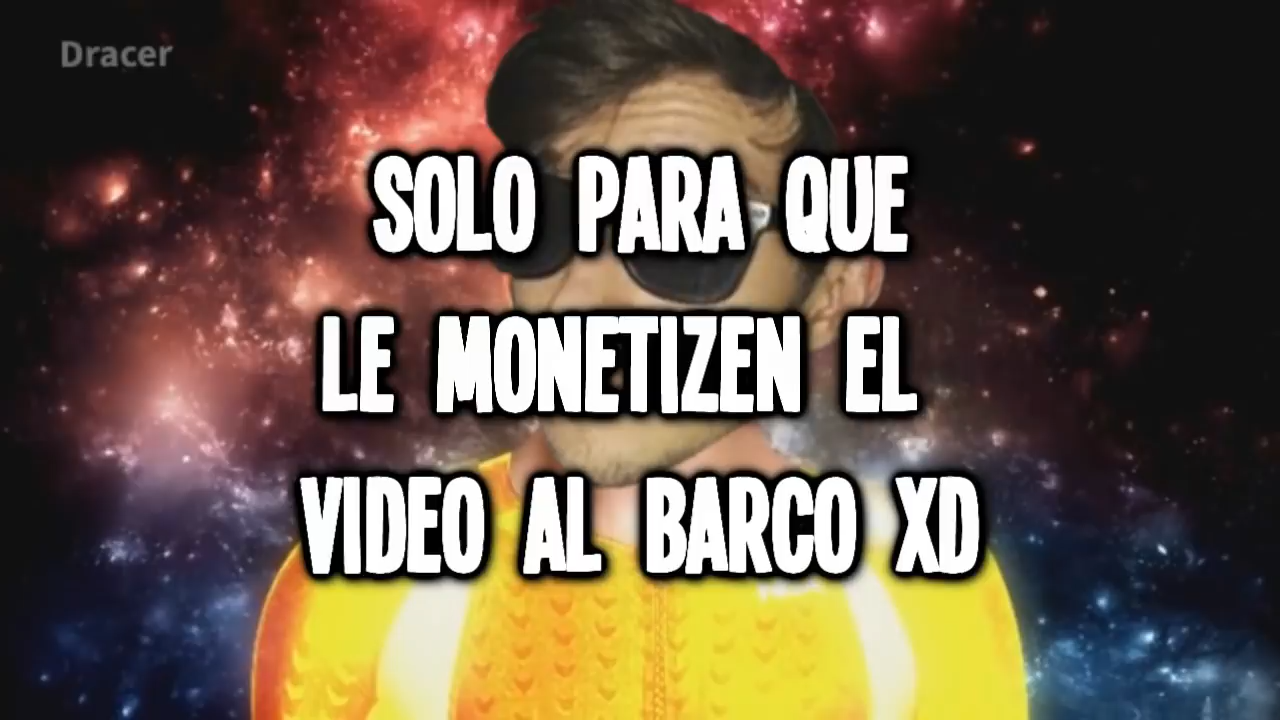 Dracer
SOLO PARA QUE
LE MONETIZEN EL
VIDEO AL BARCO XD